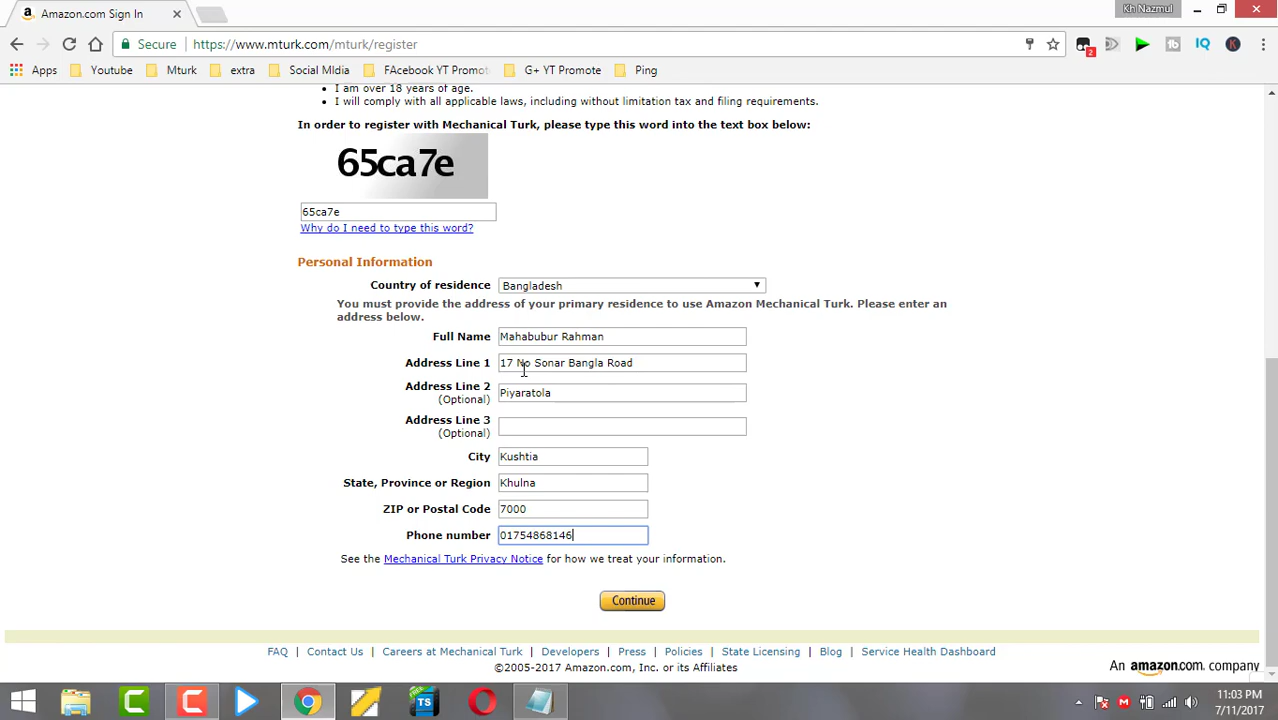 Amazon.com Sign In
Kh Nazmul
Secure
https://www.mturk.com/mturk/register
2
Apps
Youtube
Mturk
extra
Social MIdia
FAcebook YT Promot
G+ YT Promote
Ping
• I am over 18 years of age.
• I will comply with all applicable laws, including without limitation tax and filing requirements.
In order to register with Mechanical Turk, please type this word into the text box below:
65ca7e
65ca7e
Why do I need to type this word?
Personal Information
Country of residence Bangladesh
You must provide the address of your primary residence to use Amazon Mechanical Turk. Please enter an
address below.
Full Name Mahabubur Rahman
Address Line 1 17 No Sonar Bangla Road
Address Line 2 Piyaratola
(Optional)
Address Line 3
(Optional)
City Kushtia
State, Province or Region Khulna
ZIP or Postal Code 7000
Phone number 01754868146
See the Mechanical Turk Privacy Notice for how we treat your information.
Continue
FAQ | Contact Us | Careers at Mechanical Turk | Developers | Press | Policies | State Licensing | Blog | Service Health Dashboard
©2005-2017 Amazon.com, Inc. or its Affiliates
An amazon.com company
11:03 PM
7/11/2017